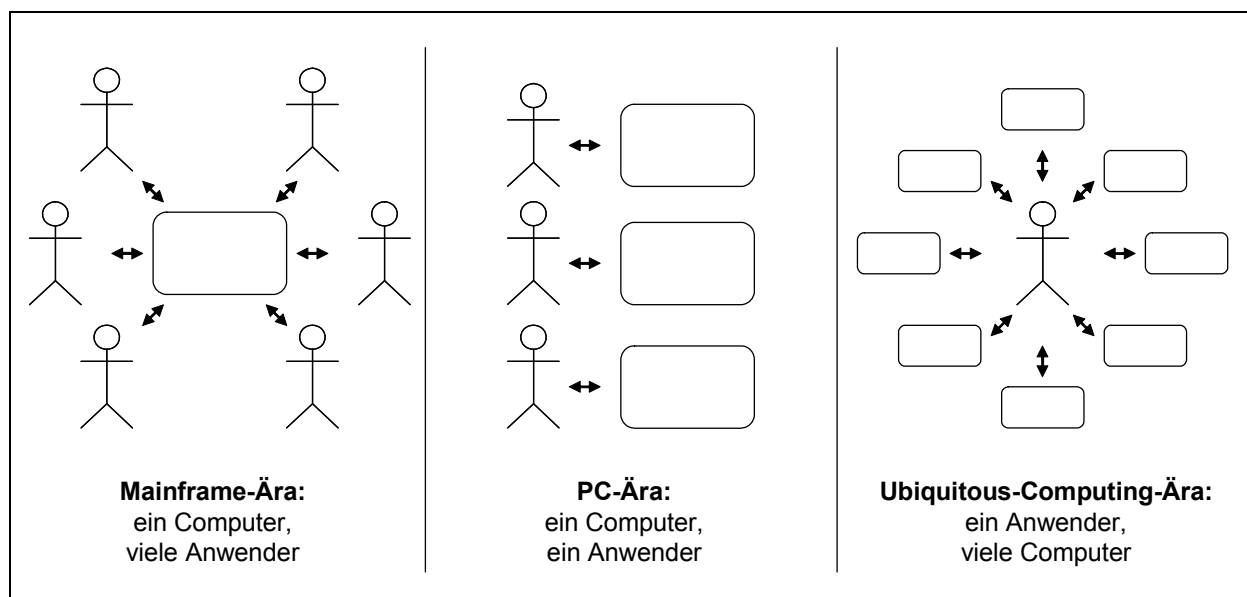 Mainframe-Ära:
ein Computer,
viele Anwender
PC-Ära:
ein Computer,
ein Anwender
Ubiquitous-Computing-Ära:
ein Anwender,
viele Computer